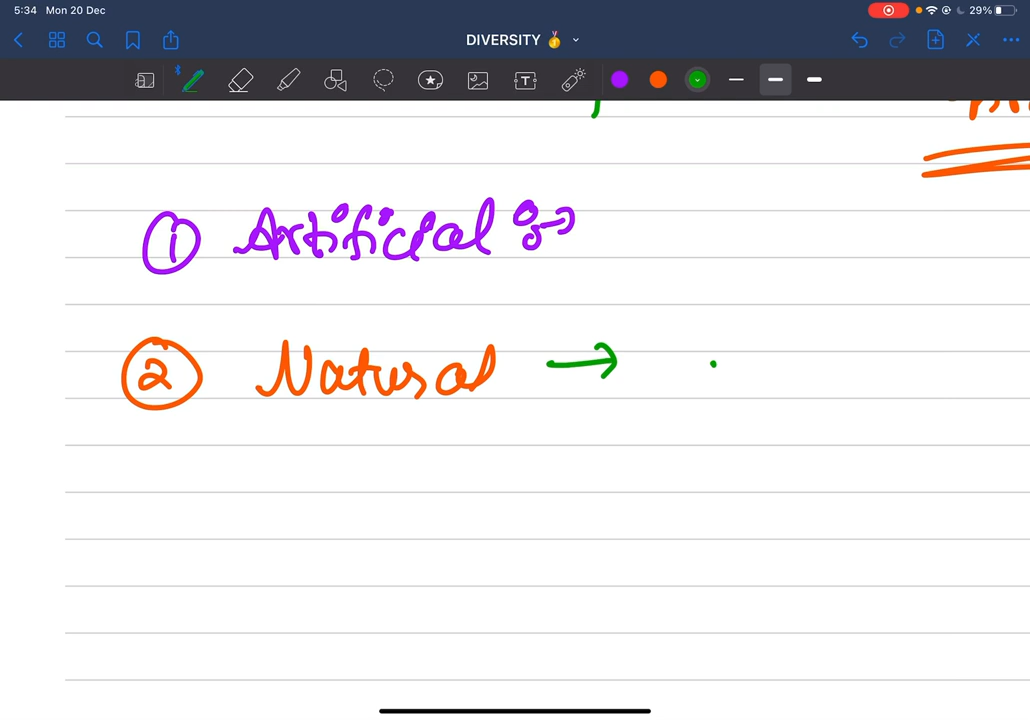 5:34 Mon 20 Dec 29%
DIVERSITY 🥇
① Artificial :→
② Natural →